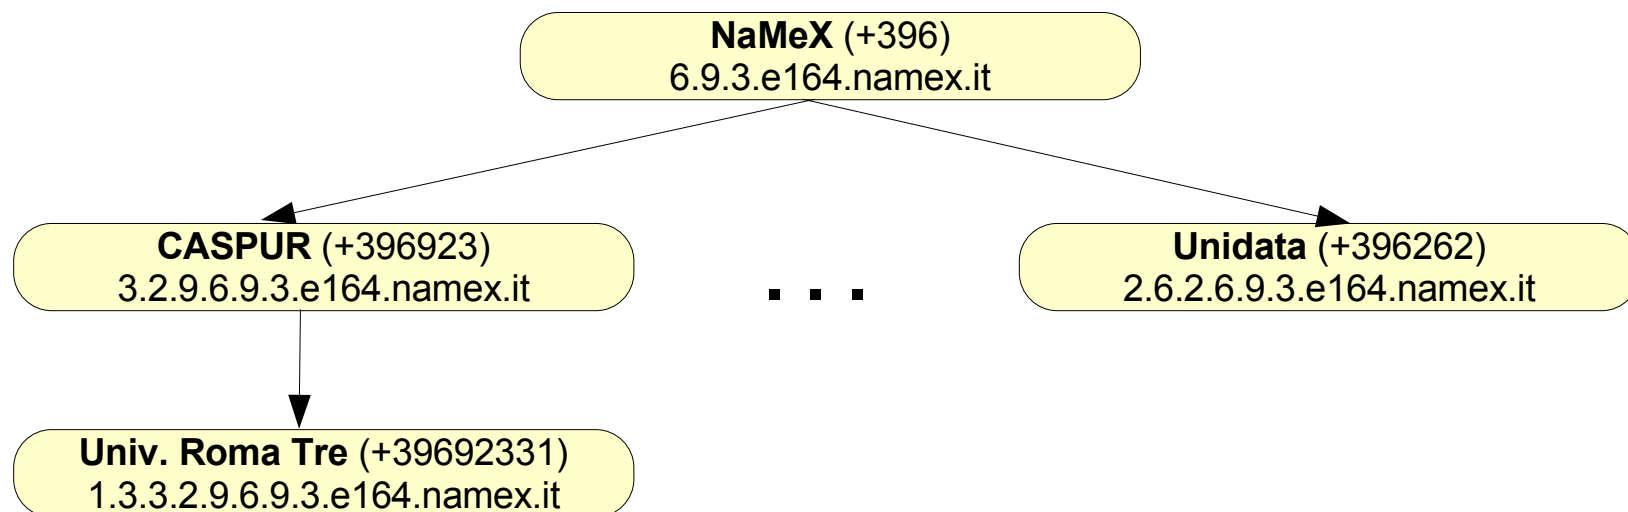 NaMeX (+396)
6.9.3.e164.namex.it
CASPUR (+396923)
3.2.9.6.9.3.e164.namex.it
. . .
Unidata (+396262)
2.6.2.6.9.3.e164.namex.it
Univ. Roma Tre (+39692331)
1.3.3.2.9.6.9.3.e164.namex.it